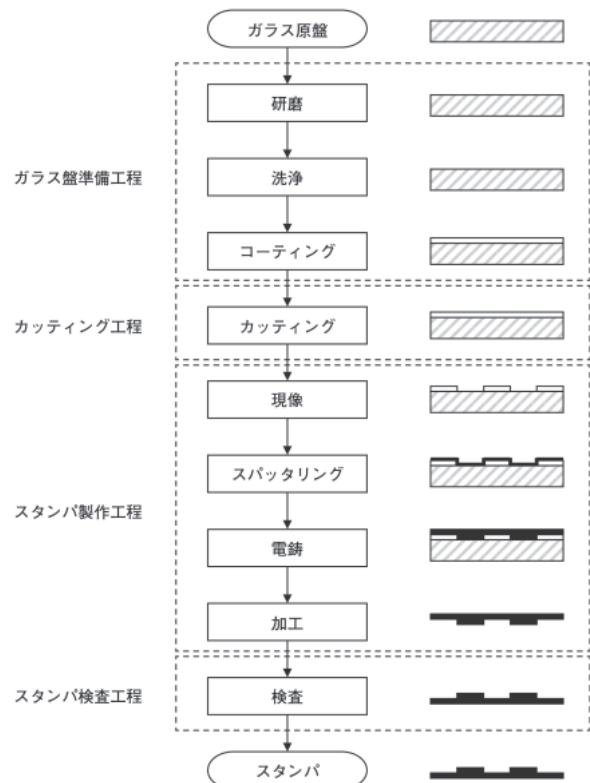 ガラス原盤
研磨
ガラス盤準備工程
洗浄
コーティング
カッティング工程
カッティング
現像
スパッタリング
スタンパ製作工程
電鋳
加工
スタンパ検査工程
検査
スタンパ